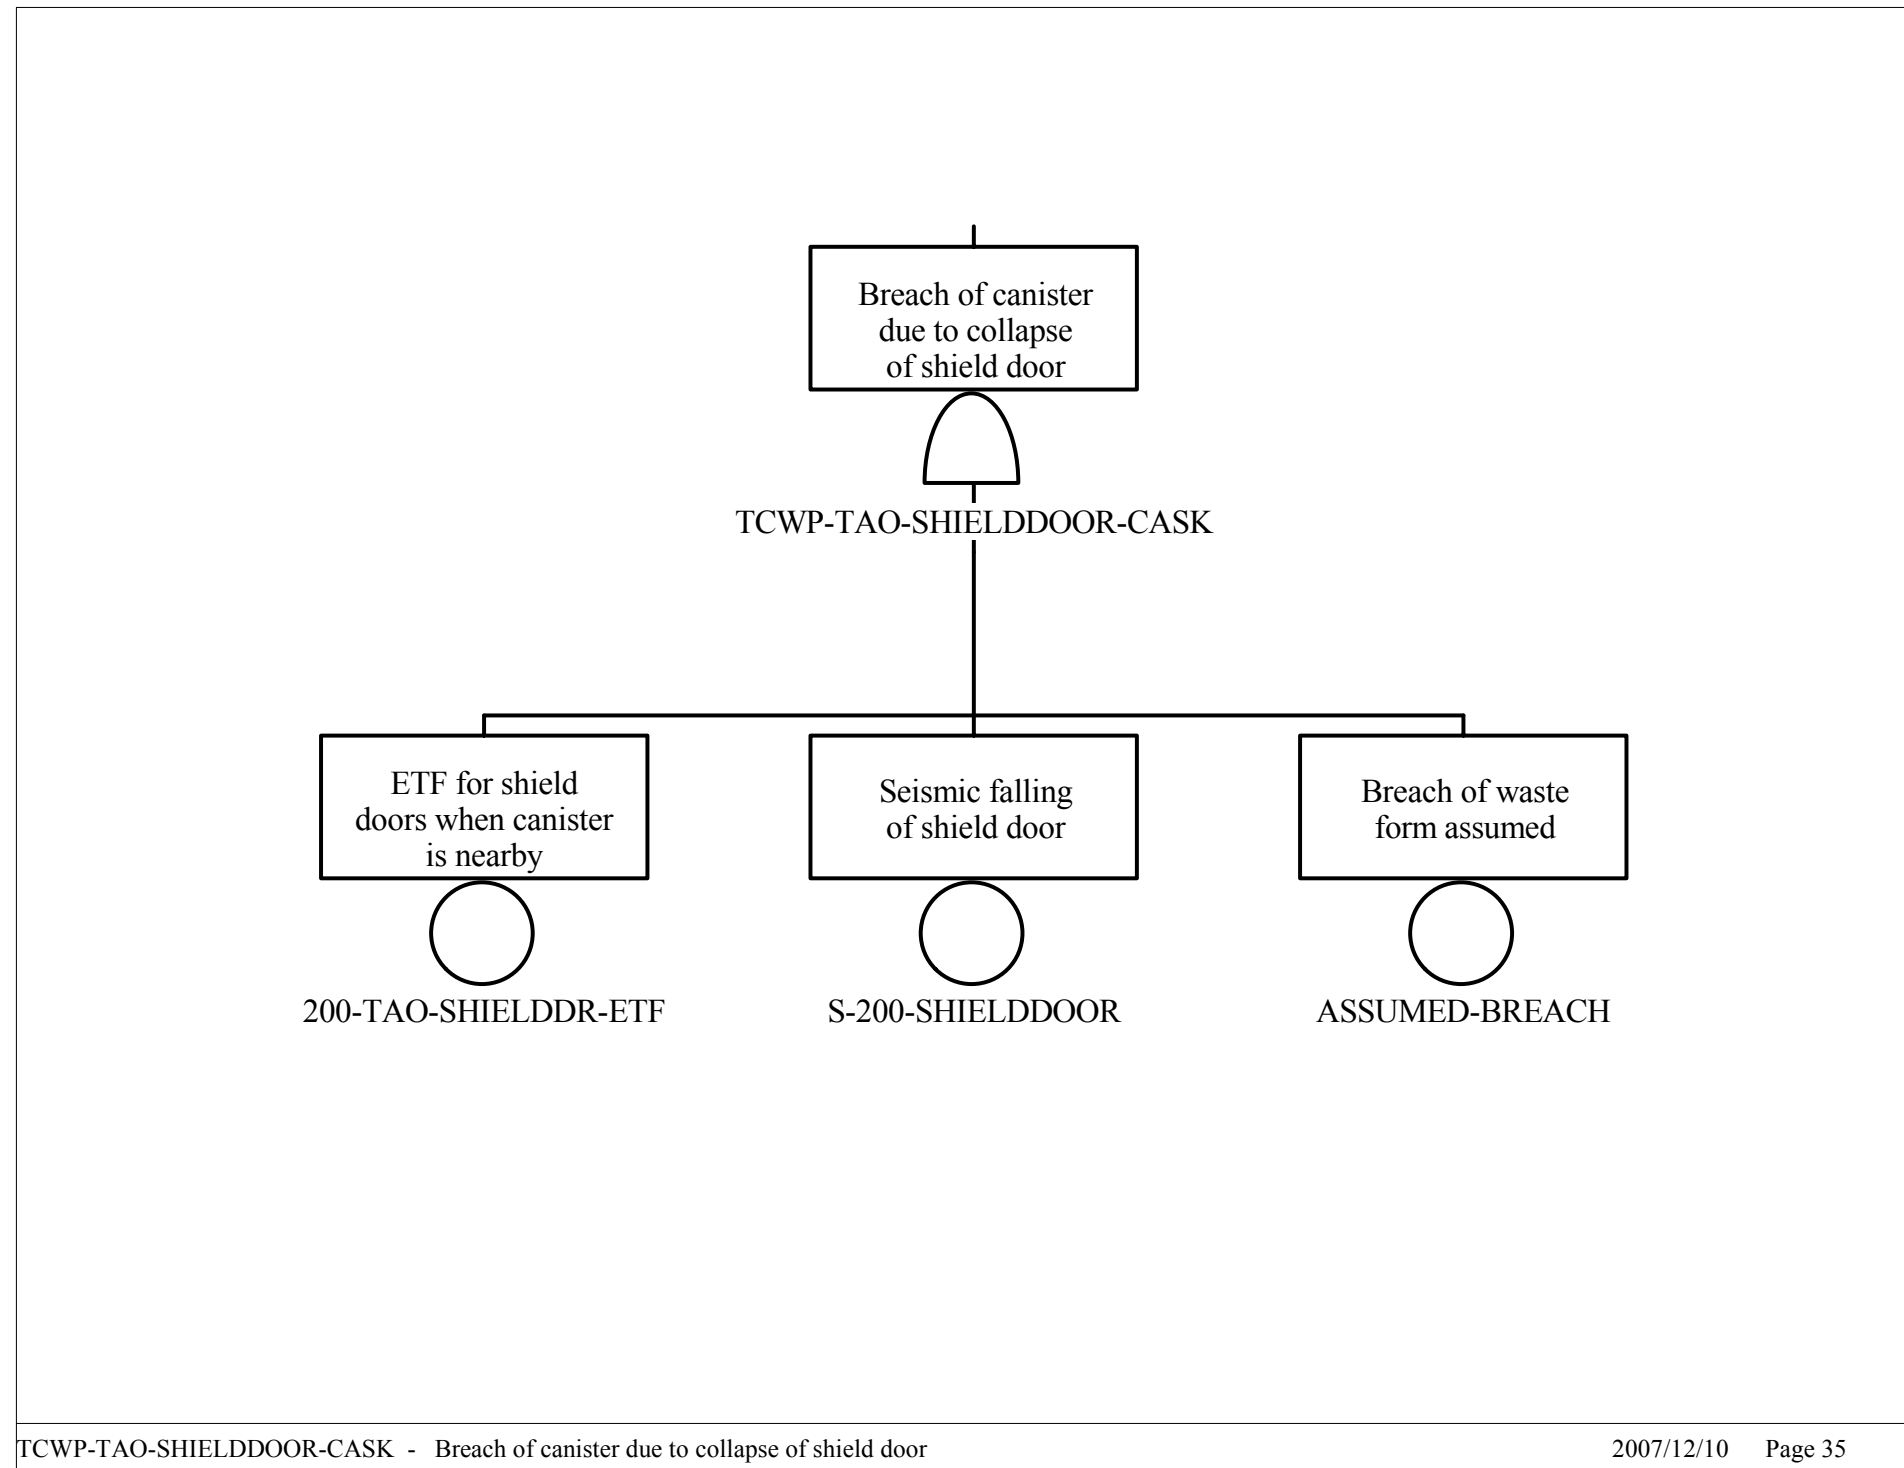 Breach of canister
due to collapse
of shield door
TCWP-TAO-SHIELDDOOR-CASK
ETF for shield
doors when canister
is nearby
200-TAO-SHIELDDR-ETF
Seismic falling
of shield door
S-200-SHIELDDOOR
Breach of waste
form assumed
ASSUMED-BREACH
TCWP-TAO-SHIELDDOOR-CASK - Breach of canister due to collapse of shield door
2007/12/10 Page 35